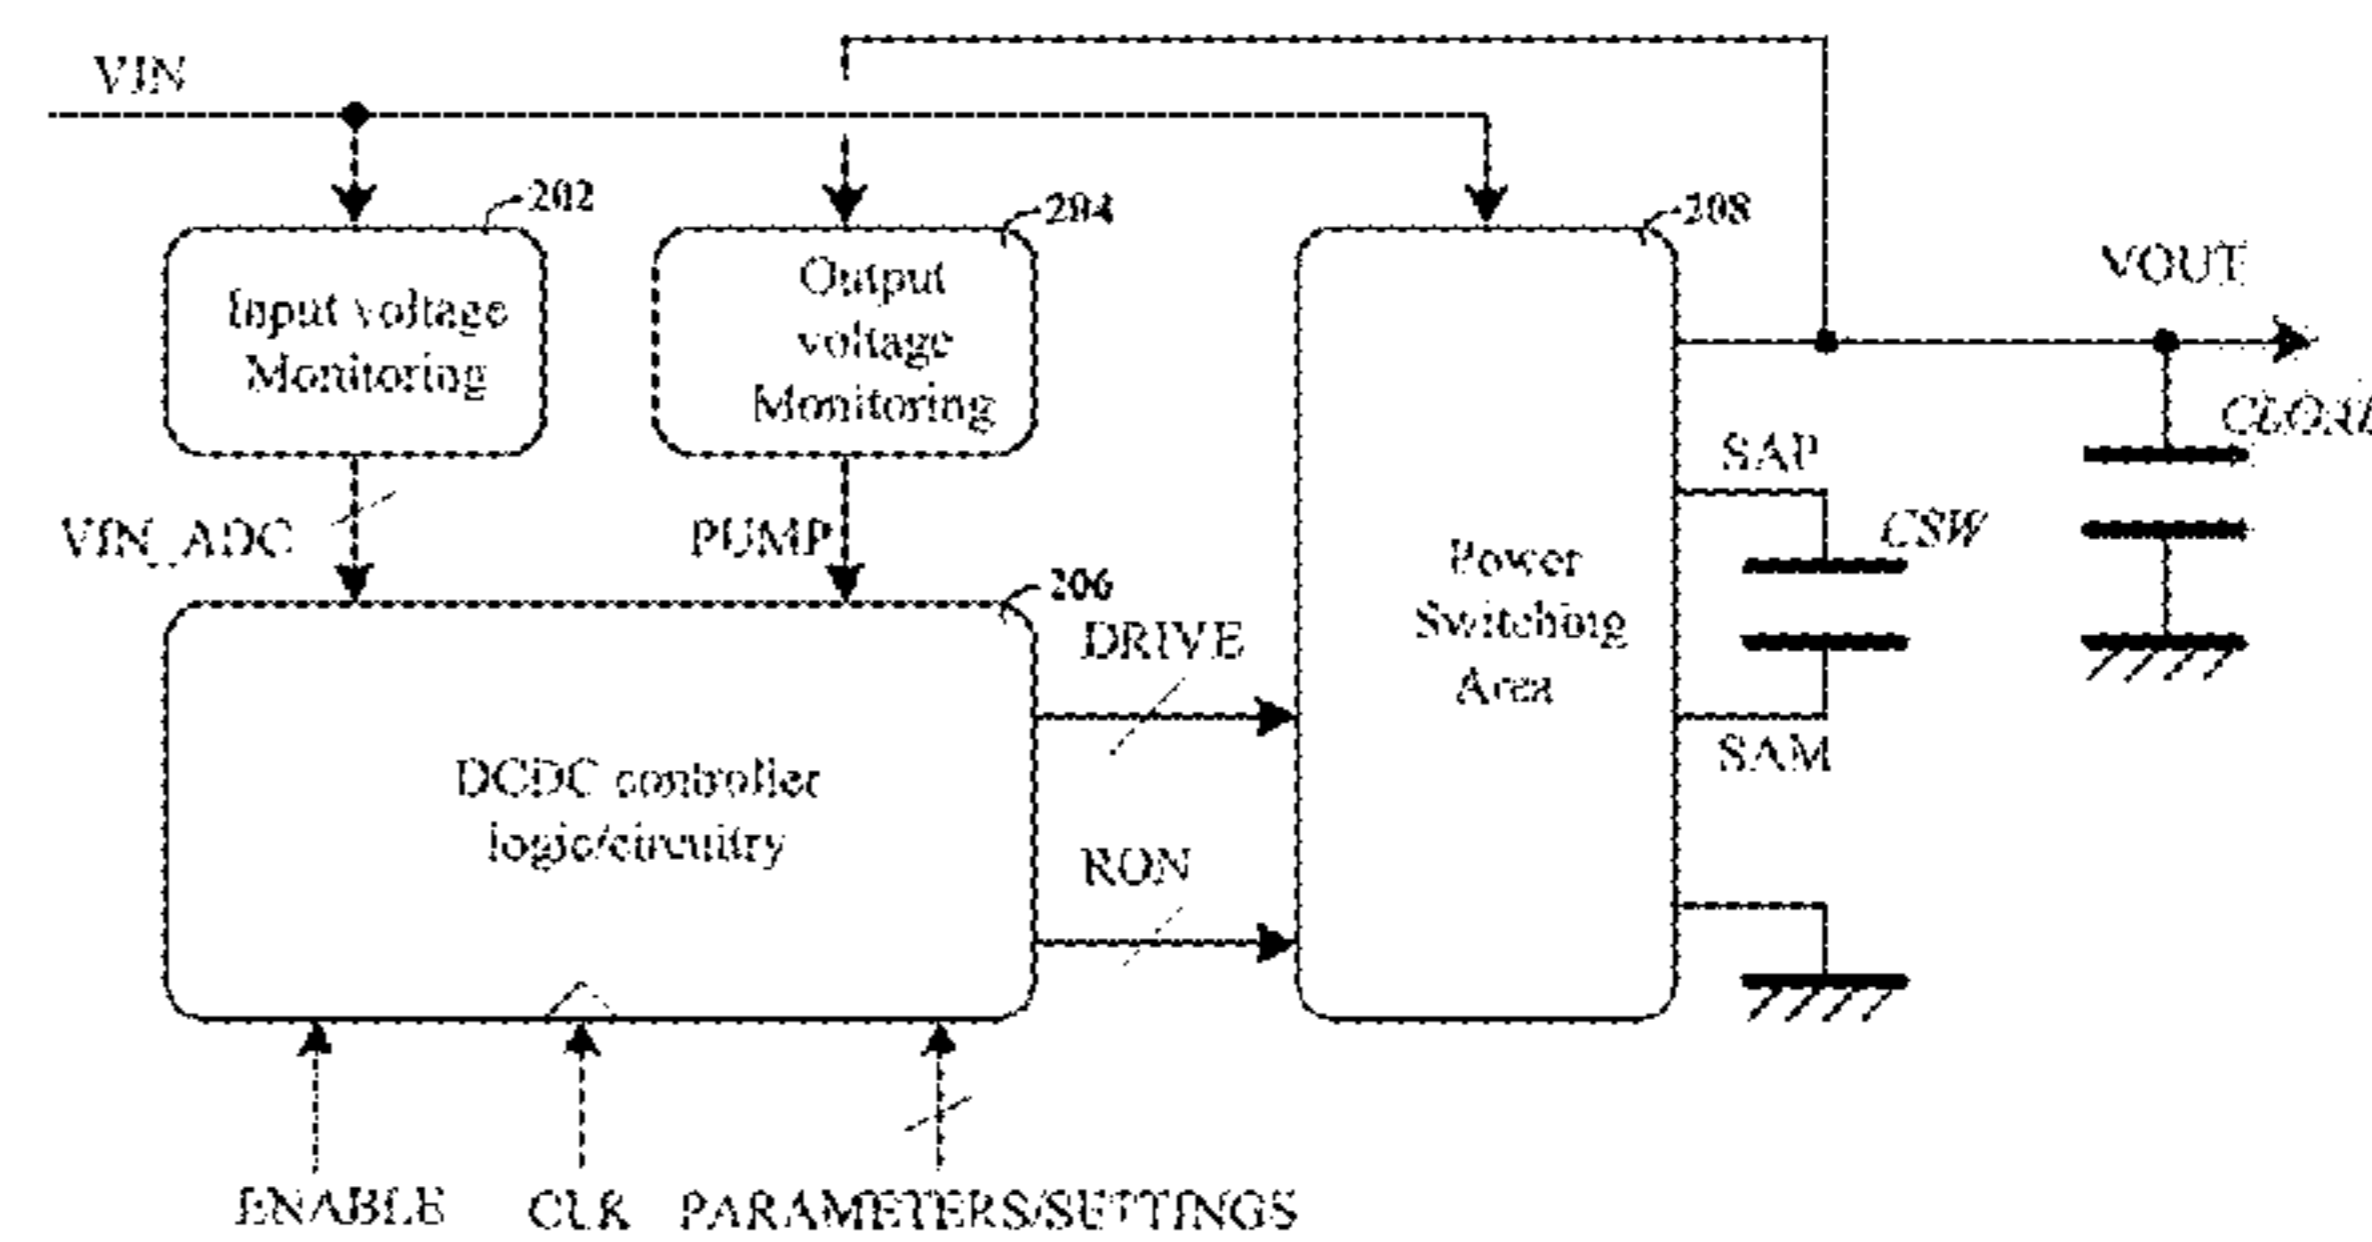 VIN
202
204
208
Input voltage
Monitoring
Output
voltage
Monitoring
VOUT
SAP
CSW
VIN_ADC
PUMP
206
DRIVE
Power
Switching
Area
SAM
DCDC controller
logic/circuitry
RON
ENABLE
CLK
PARAMETERS/SETTINGS